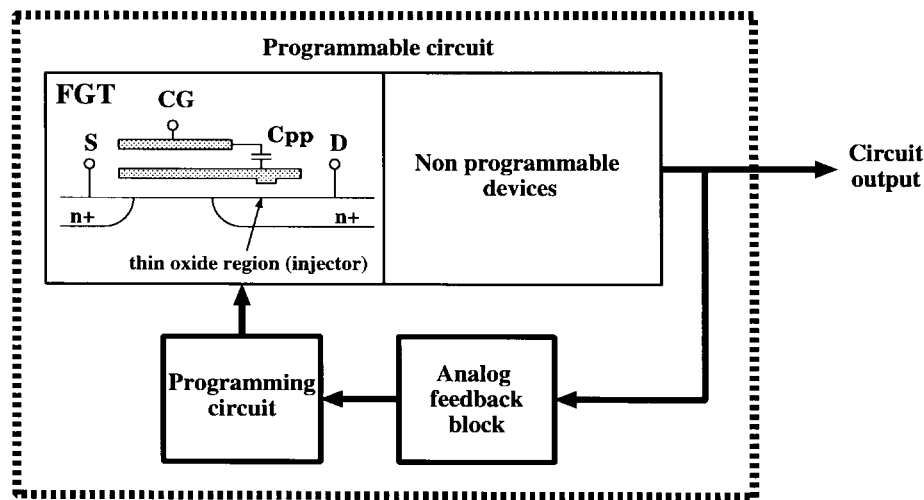 Programmable circuit
FGT
CG
Cpp
S
D
n+
n+
thin oxide region (injector)
Non programmable
devices
Circuit
output
Programming
circuit
Analog
feedback
block